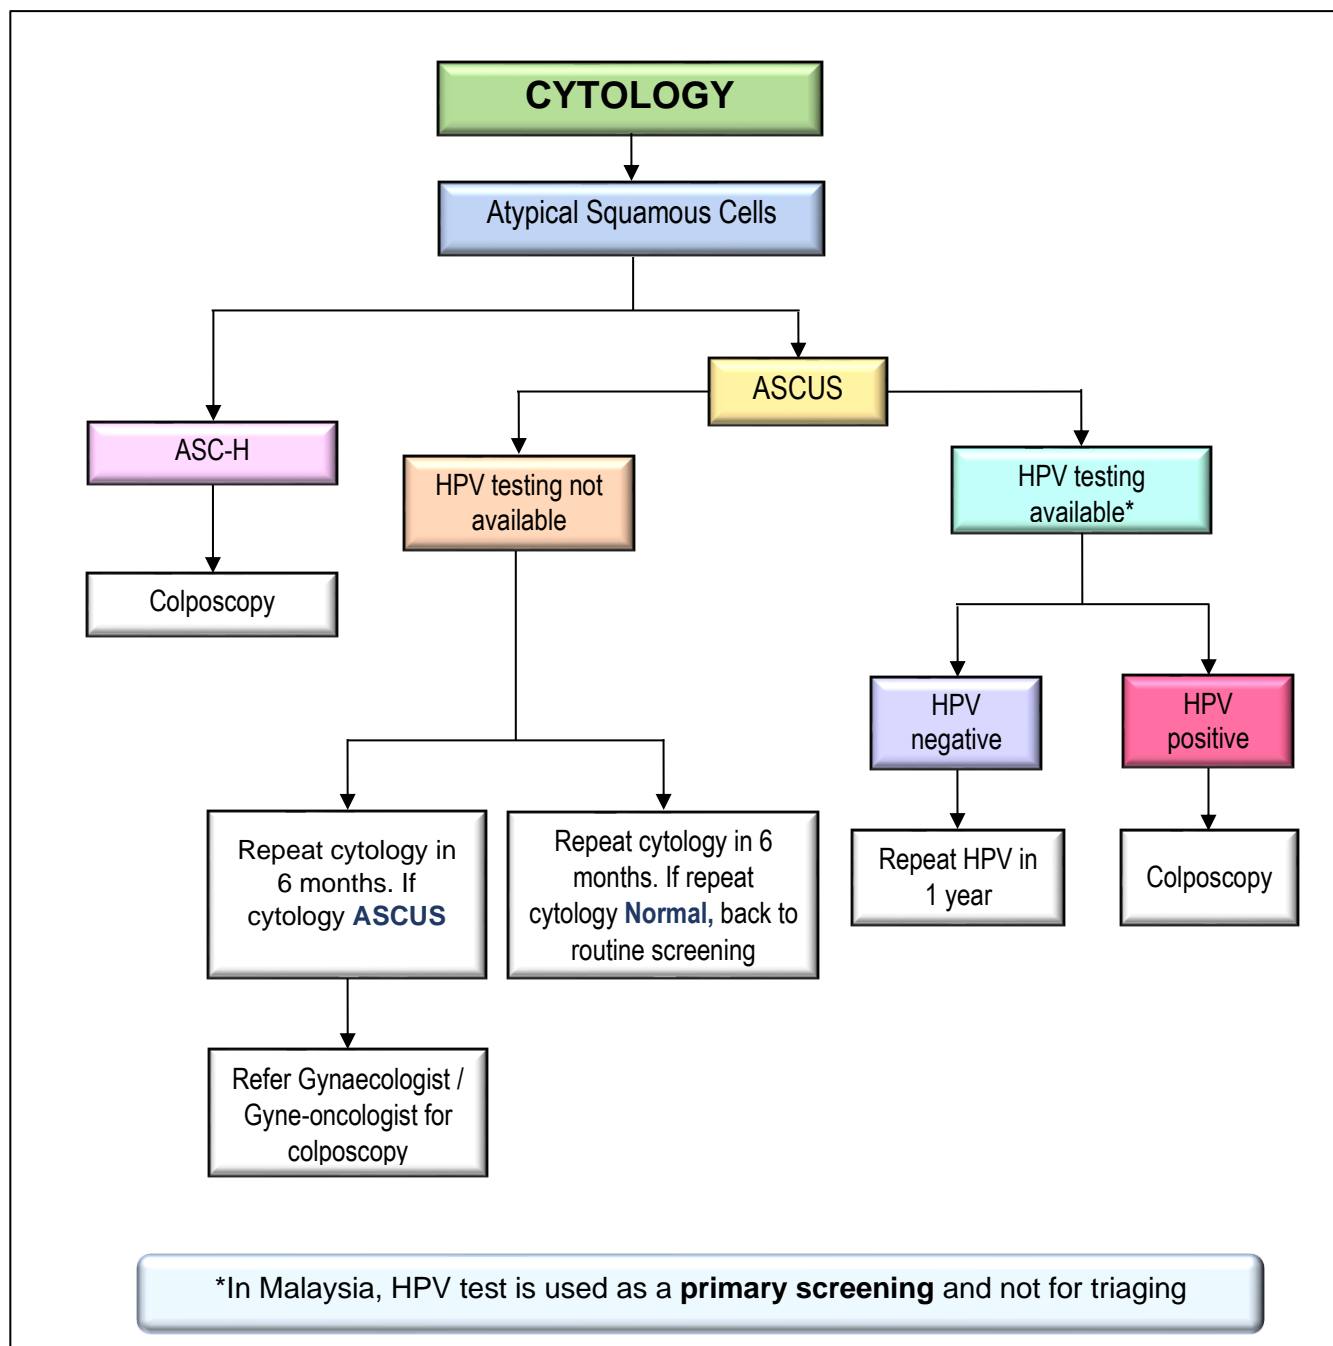 CYTOLOGY
Atypical Squamous Cells
ASCUS
ASC-H
HPV testing not
available
HPV testing
available*
Colposcopy
HPV
negative
HPV
positive
Repeat cytology in
6 months. If
cytology ASCUS
Repeat cytology in 6
months. If repeat
cytology Normal, back to
routine screening
Repeat HPV in
1 year
Colposcopy
Refer Gynaecologist /
Gyne-oncologist for
colposcopy
*In Malaysia, HPV test is used as a primary screening and not for triaging